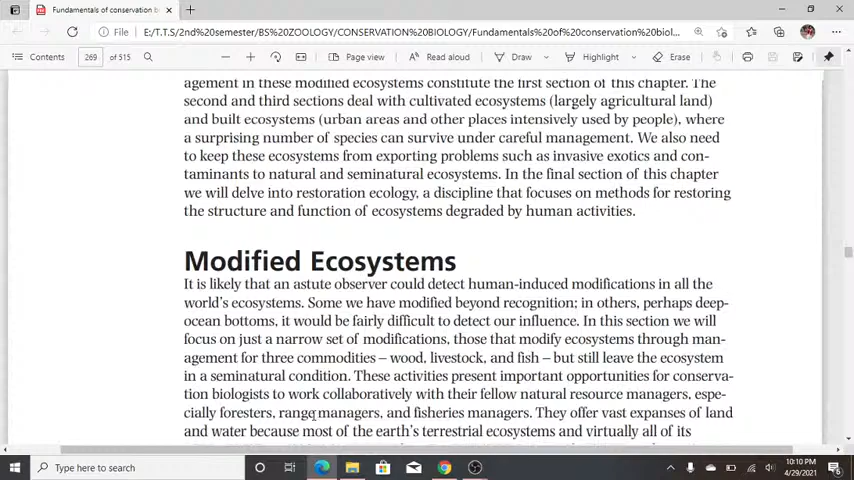 Fundamentals of conservation b
File
E:/T.T.S/2nd%20semester/BS%20ZOOLOGY/CONSERVATION%20BIOLOGY/Fundamentals%20of%20conservation%20biol...
Contents
269 of 515
Page view
Read aloud
Draw
Highlight
Erase
agement in these modified ecosystems constitute the first section of this chapter. The
second and third sections deal with cultivated ecosystems (largely agricultural land)
and built ecosystems (urban areas and other places intensively used by people), where
a surprising number of species can survive under careful management. We also need
to keep these ecosystems from exporting problems such as invasive exotics and con-
taminants to natural and seminatural ecosystems. In the final section of this chapter
we will delve into restoration ecology, a discipline that focuses on methods for restoring
the structure and function of ecosystems degraded by human activities.
Modified Ecosystems
It is likely that an astute observer could detect human-induced modifications in all the
world's ecosystems. Some we have modified beyond recognition; in others, perhaps deep-
ocean bottoms, it would be fairly difficult to detect our influence. In this section we will
focus on just a narrow set of modifications, those that modify ecosystems through man-
agement for three commodities – wood, livestock, and fish – but still leave the ecosystem
in a seminatural condition. These activities present important opportunities for conserva-
tion biologists to work collaboratively with their fellow natural resource managers, espe-
cially foresters, range managers, and fisheries managers. They offer vast expanses of land
and water because most of the earth's terrestrial ecosystems and virtually all of its
Type here to search
10:10 PM
4/29/2021